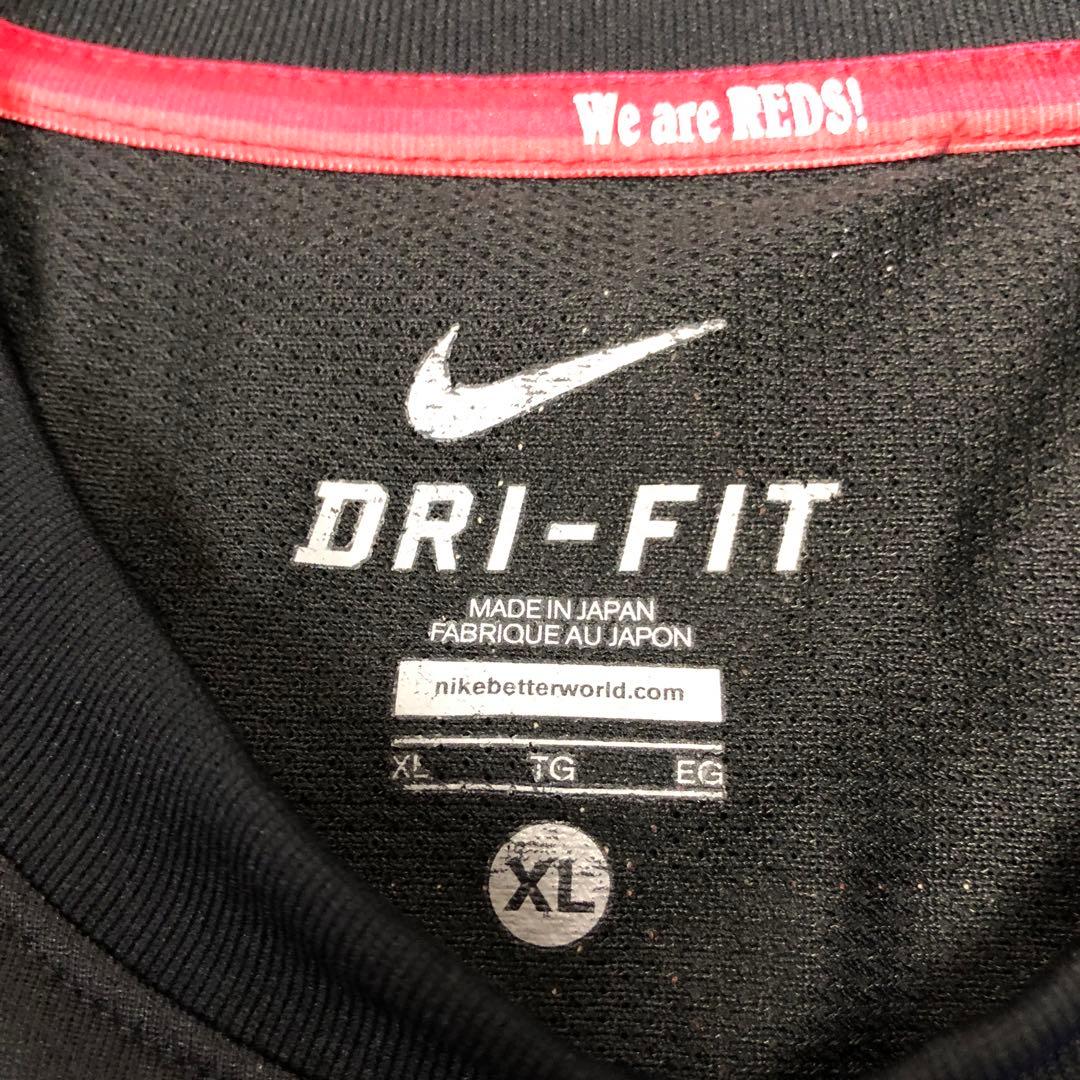 We are REDS!
DRI-FIT
MADE IN JAPAN
FABRIQUE AU JAPON
nikebetterworld.com
XL TG EG
XL